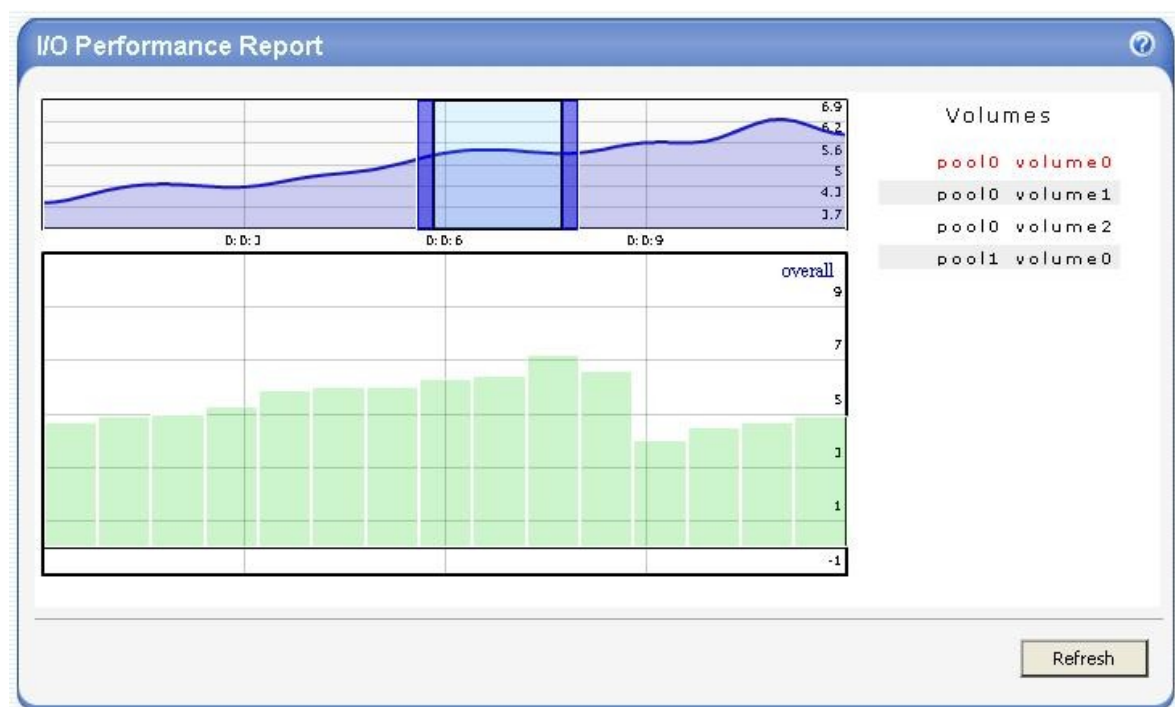 I/O Performance Report
?
6.9
6.2
5.6
5
4.3
3.7
0:0:3 0:0:6 0:0:9
overall
9
7
5
3
1
-1
Volumes
pool0 volume0
pool0 volume1
pool0 volume2
pool1 volume0
Refresh